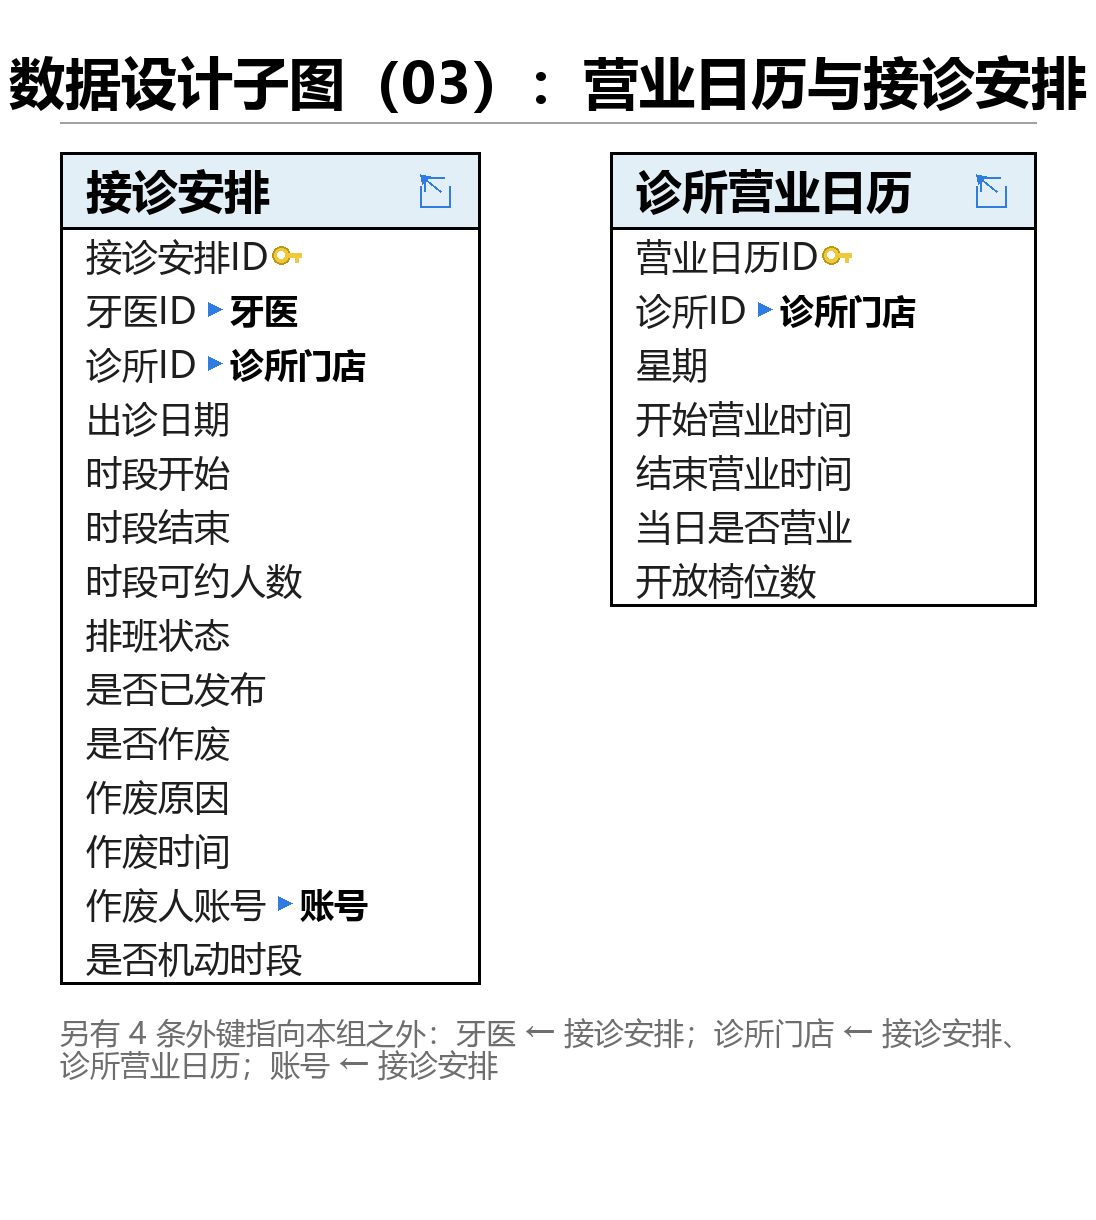 数据设计子图（03）：营业日历与接诊安排
接诊安排
接诊安排ID
牙医ID ▶ 牙医
诊所ID ▶ 诊所门店
出诊日期
时段开始
时段结束
时段可约人数
排班状态
是否已发布
是否作废
作废原因
作废时间
作废人账号 ▶ 账号
是否机动时段
诊所营业日历
营业日历ID
诊所ID ▶ 诊所门店
星期
开始营业时间
结束营业时间
当日是否营业
开放椅位数
另有 4 条外键指向本组之外：牙医 ← 接诊安排；诊所门店 ← 接诊安排、
诊所营业日历；账号 ← 接诊安排